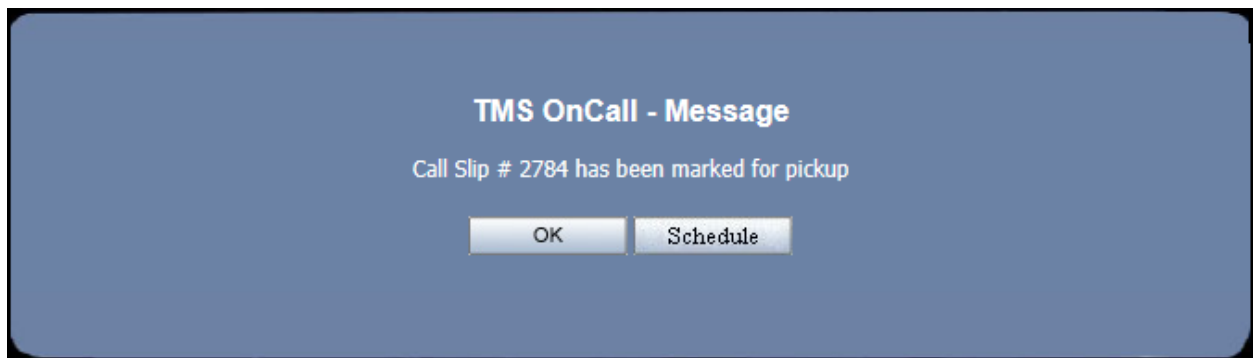 TMS OnCall - Message
Call Slip # 2784 has been marked for pickup
OK Schedule